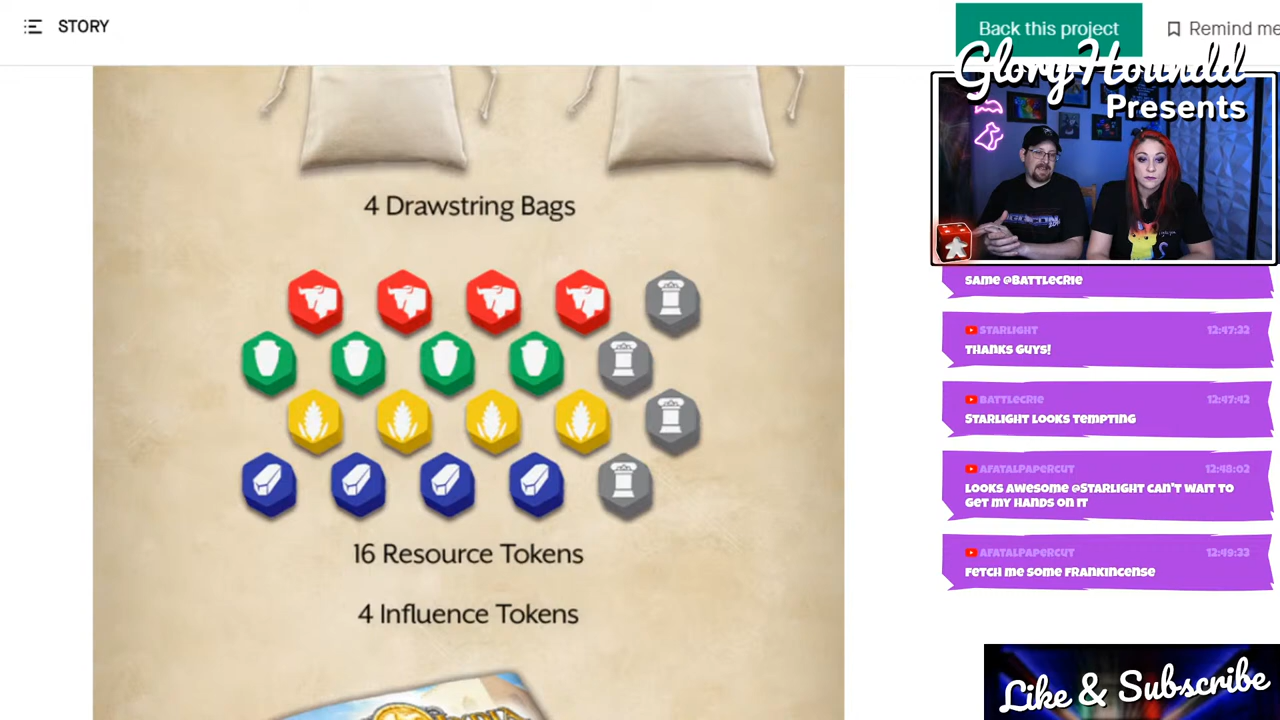 STORY
Back this project
Remind me
GloryHoundd
Presents
4 Drawstring Bags
16 Resource Tokens
4 Influence Tokens
same @Battlecrie
Starlight 12:47:22
Thanks guys!
Battlecrie 12:47:42
Starlight looks tempting
afatalpapercut 12:48:02
Looks awesome @Starlight can't wait to
get my hands on it
afatalpapercut 12:49:33
Fetch me some Frankincense
Like & Subscribe